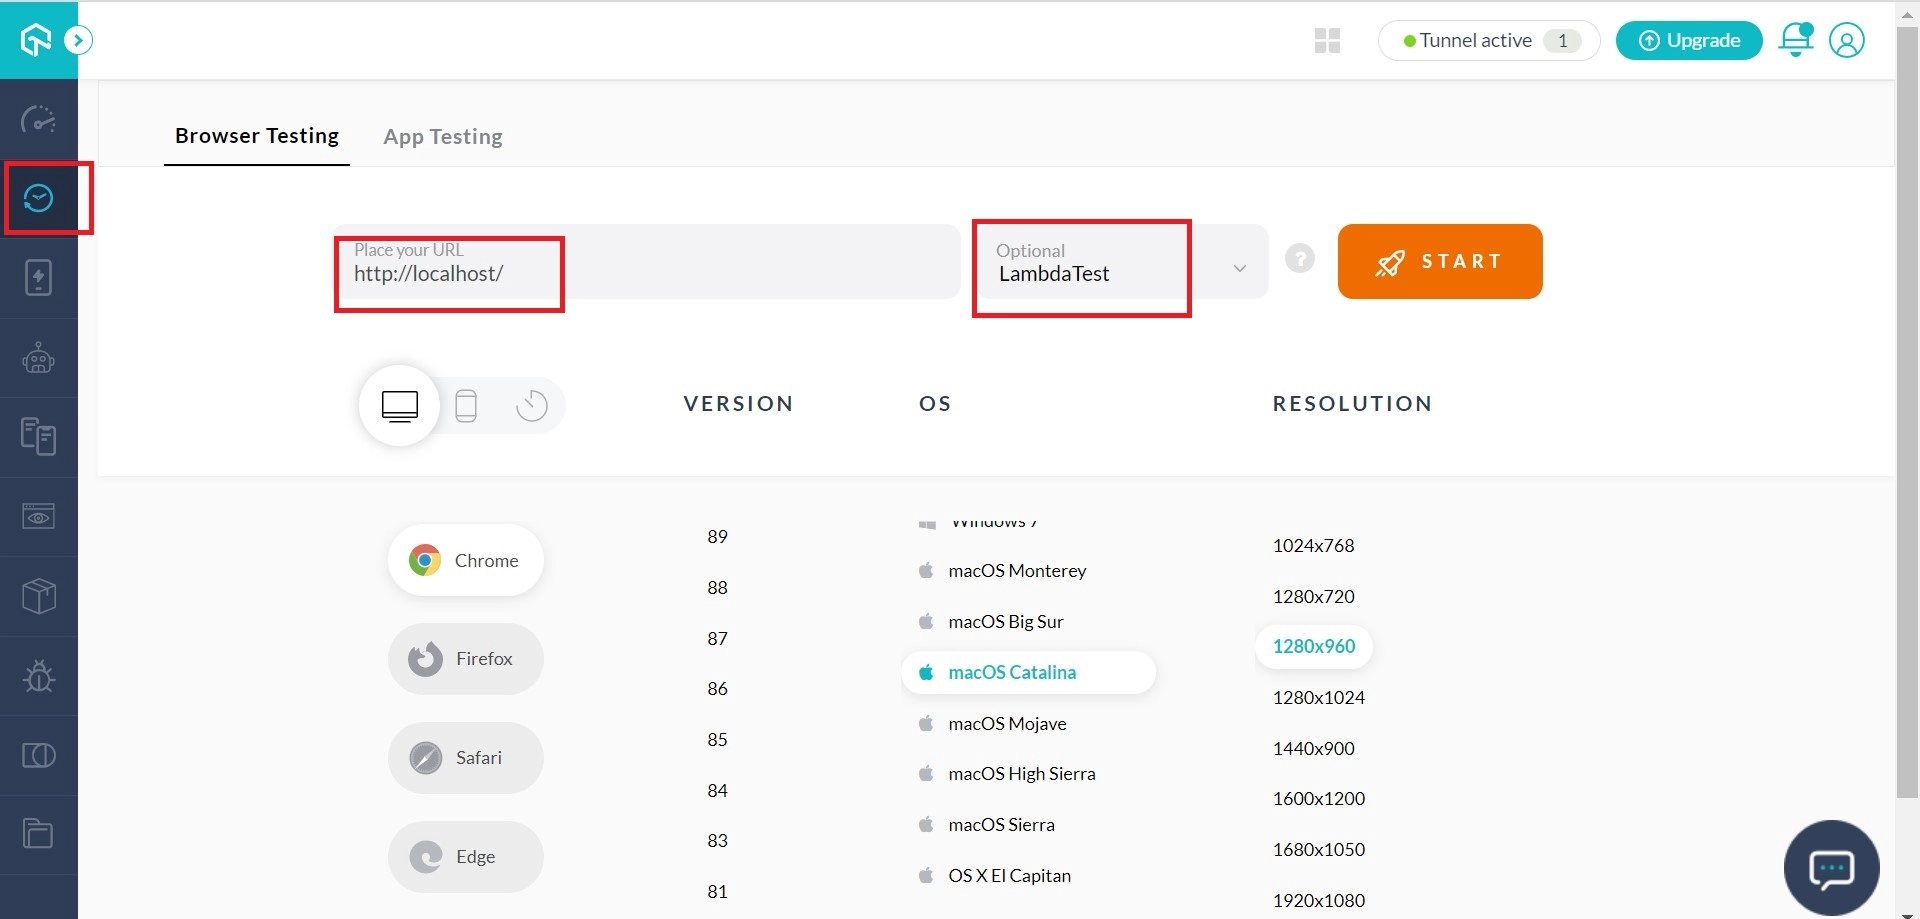 Tunnel active 1
Upgrade
Browser Testing
App Testing
Place your URL
http://localhost/
Optional
LambdaTest
?
START
VERSION
OS
RESOLUTION
Chrome
Firefox
Safari
Edge
89
88
87
86
85
84
83
81
Windows 7
macOS Monterey
macOS Big Sur
macOS Catalina
macOS Mojave
macOS High Sierra
macOS Sierra
OS X El Capitan
1024x768
1280x720
1280x960
1280x1024
1440x900
1600x1200
1680x1050
1920x1080